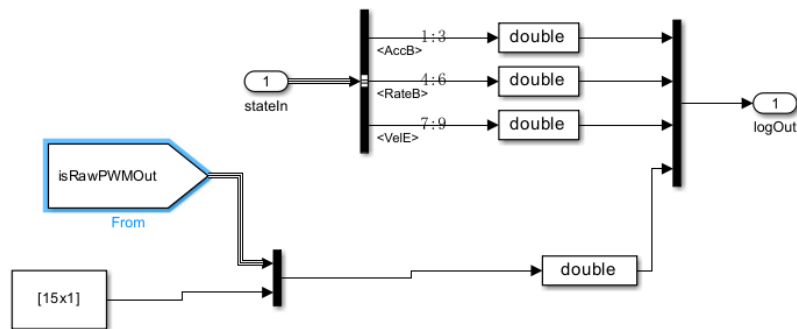 1:3
double
<AccB>
1
4:6
double
stateIn
<RateB>
1
7:9
double
logOut
<VelE>
isRawPWMOut
From
double
[15x1]